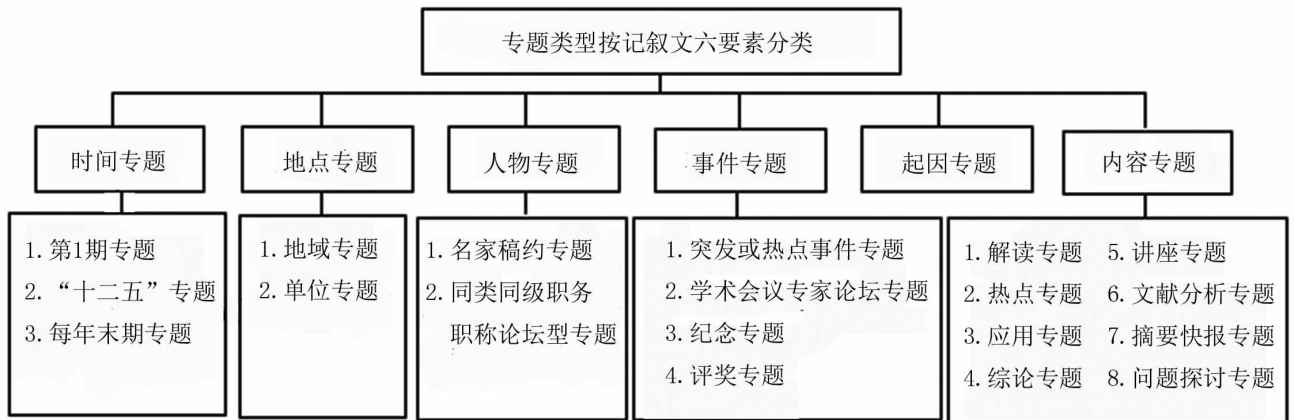 专题类型按记叙文六要素分类
时间专题
地点专题
人物专题
事件专题
起因专题
内容专题
1.第1期专题
2.“十二五”专题
3.每年末期专题
1.地域专题
2.单位专题
1.名家稿约专题
2.同类同级职务
职称论坛型专题
1.突发或热点事件专题
2.学术会议专家论坛专题
3.纪念专题
4.评奖专题
1.解读专题
2.热点专题
3.应用专题
4.综论专题
5.讲座专题
6.文献分析专题
7.摘要快报专题
8.问题探讨专题